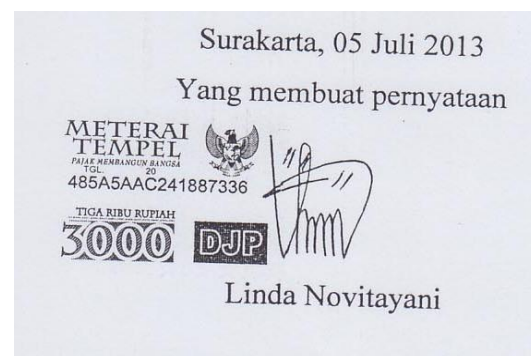 Surakarta, 05 Juli 2013
Yang membuat pernyataan
METERAI
TEMPEL
PAJAK MEMBANGUN BANGSA
TGL. 20
485A5AAC241887336
TIGA RIBU RUPIAH
3000 DJP
Linda Novitayani